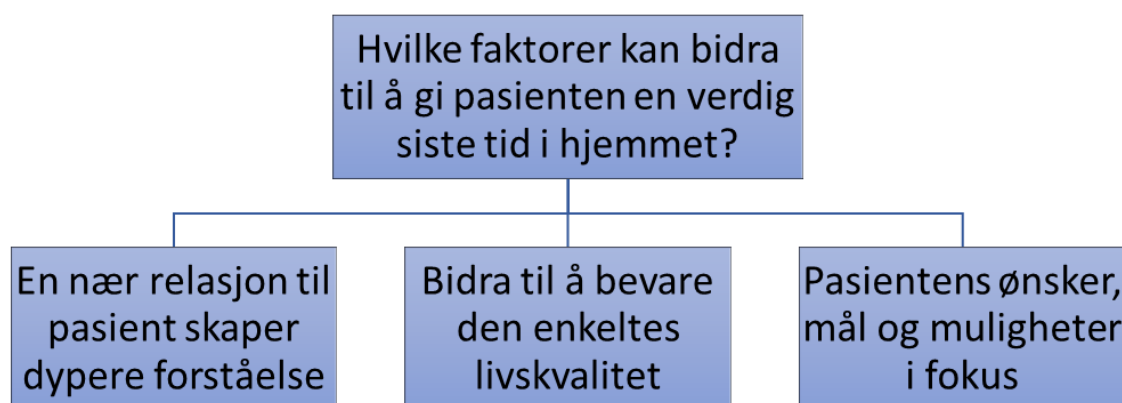 Hvilke faktorer kan bidra
til å gi pasienten en verdig
siste tid i hjemmet?
En nær relasjon til
pasient skaper
dypere forståelse
Bidra til å bevare
den enkeltes
livskvalitet
Pasientens ønsker,
mål og muligheter
i fokus